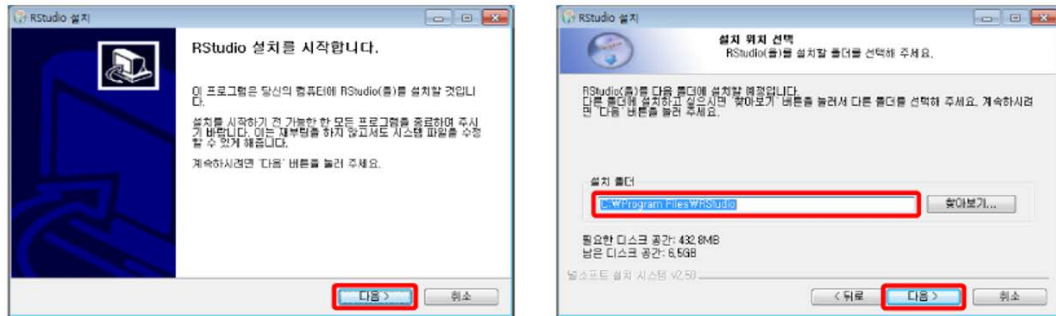 RStudio 설치
RStudio 설치를 시작합니다.
이 프로그램은 당신의 컴퓨터에 RStudio(을)를 설치할 것입니
다.
설치를 시작하기 전 가능한 한 모든 프로그램을 종료하여 주시
기 바랍니다. 이는 재부팅을 하지 않고서도 시스템 파일을 수정
할 수 있게 해줍니다.
계속하시려면 '다음' 버튼을 눌러 주세요.
다음 >
취소
RStudio 설치
설치 위치 선택
RStudio(을)를 설치할 폴더를 선택해 주세요.
RStudio(을)를 다음 폴더에 설치할 예정입니다.
다른 폴더에 설치하고 싶으시면 '찾아보기' 버튼을 눌러서 다른 폴더를 선택해 주세요. 계속하시려
면 '다음' 버튼을 눌러 주세요.
설치 폴더
C:₩Program Files₩RStudio
찾아보기...
필요한 디스크 공간: 432.8MB
남은 디스크 공간: 6.5GB
널소프트 설치 시스템 v2.50
< 뒤로
다음 >
취소